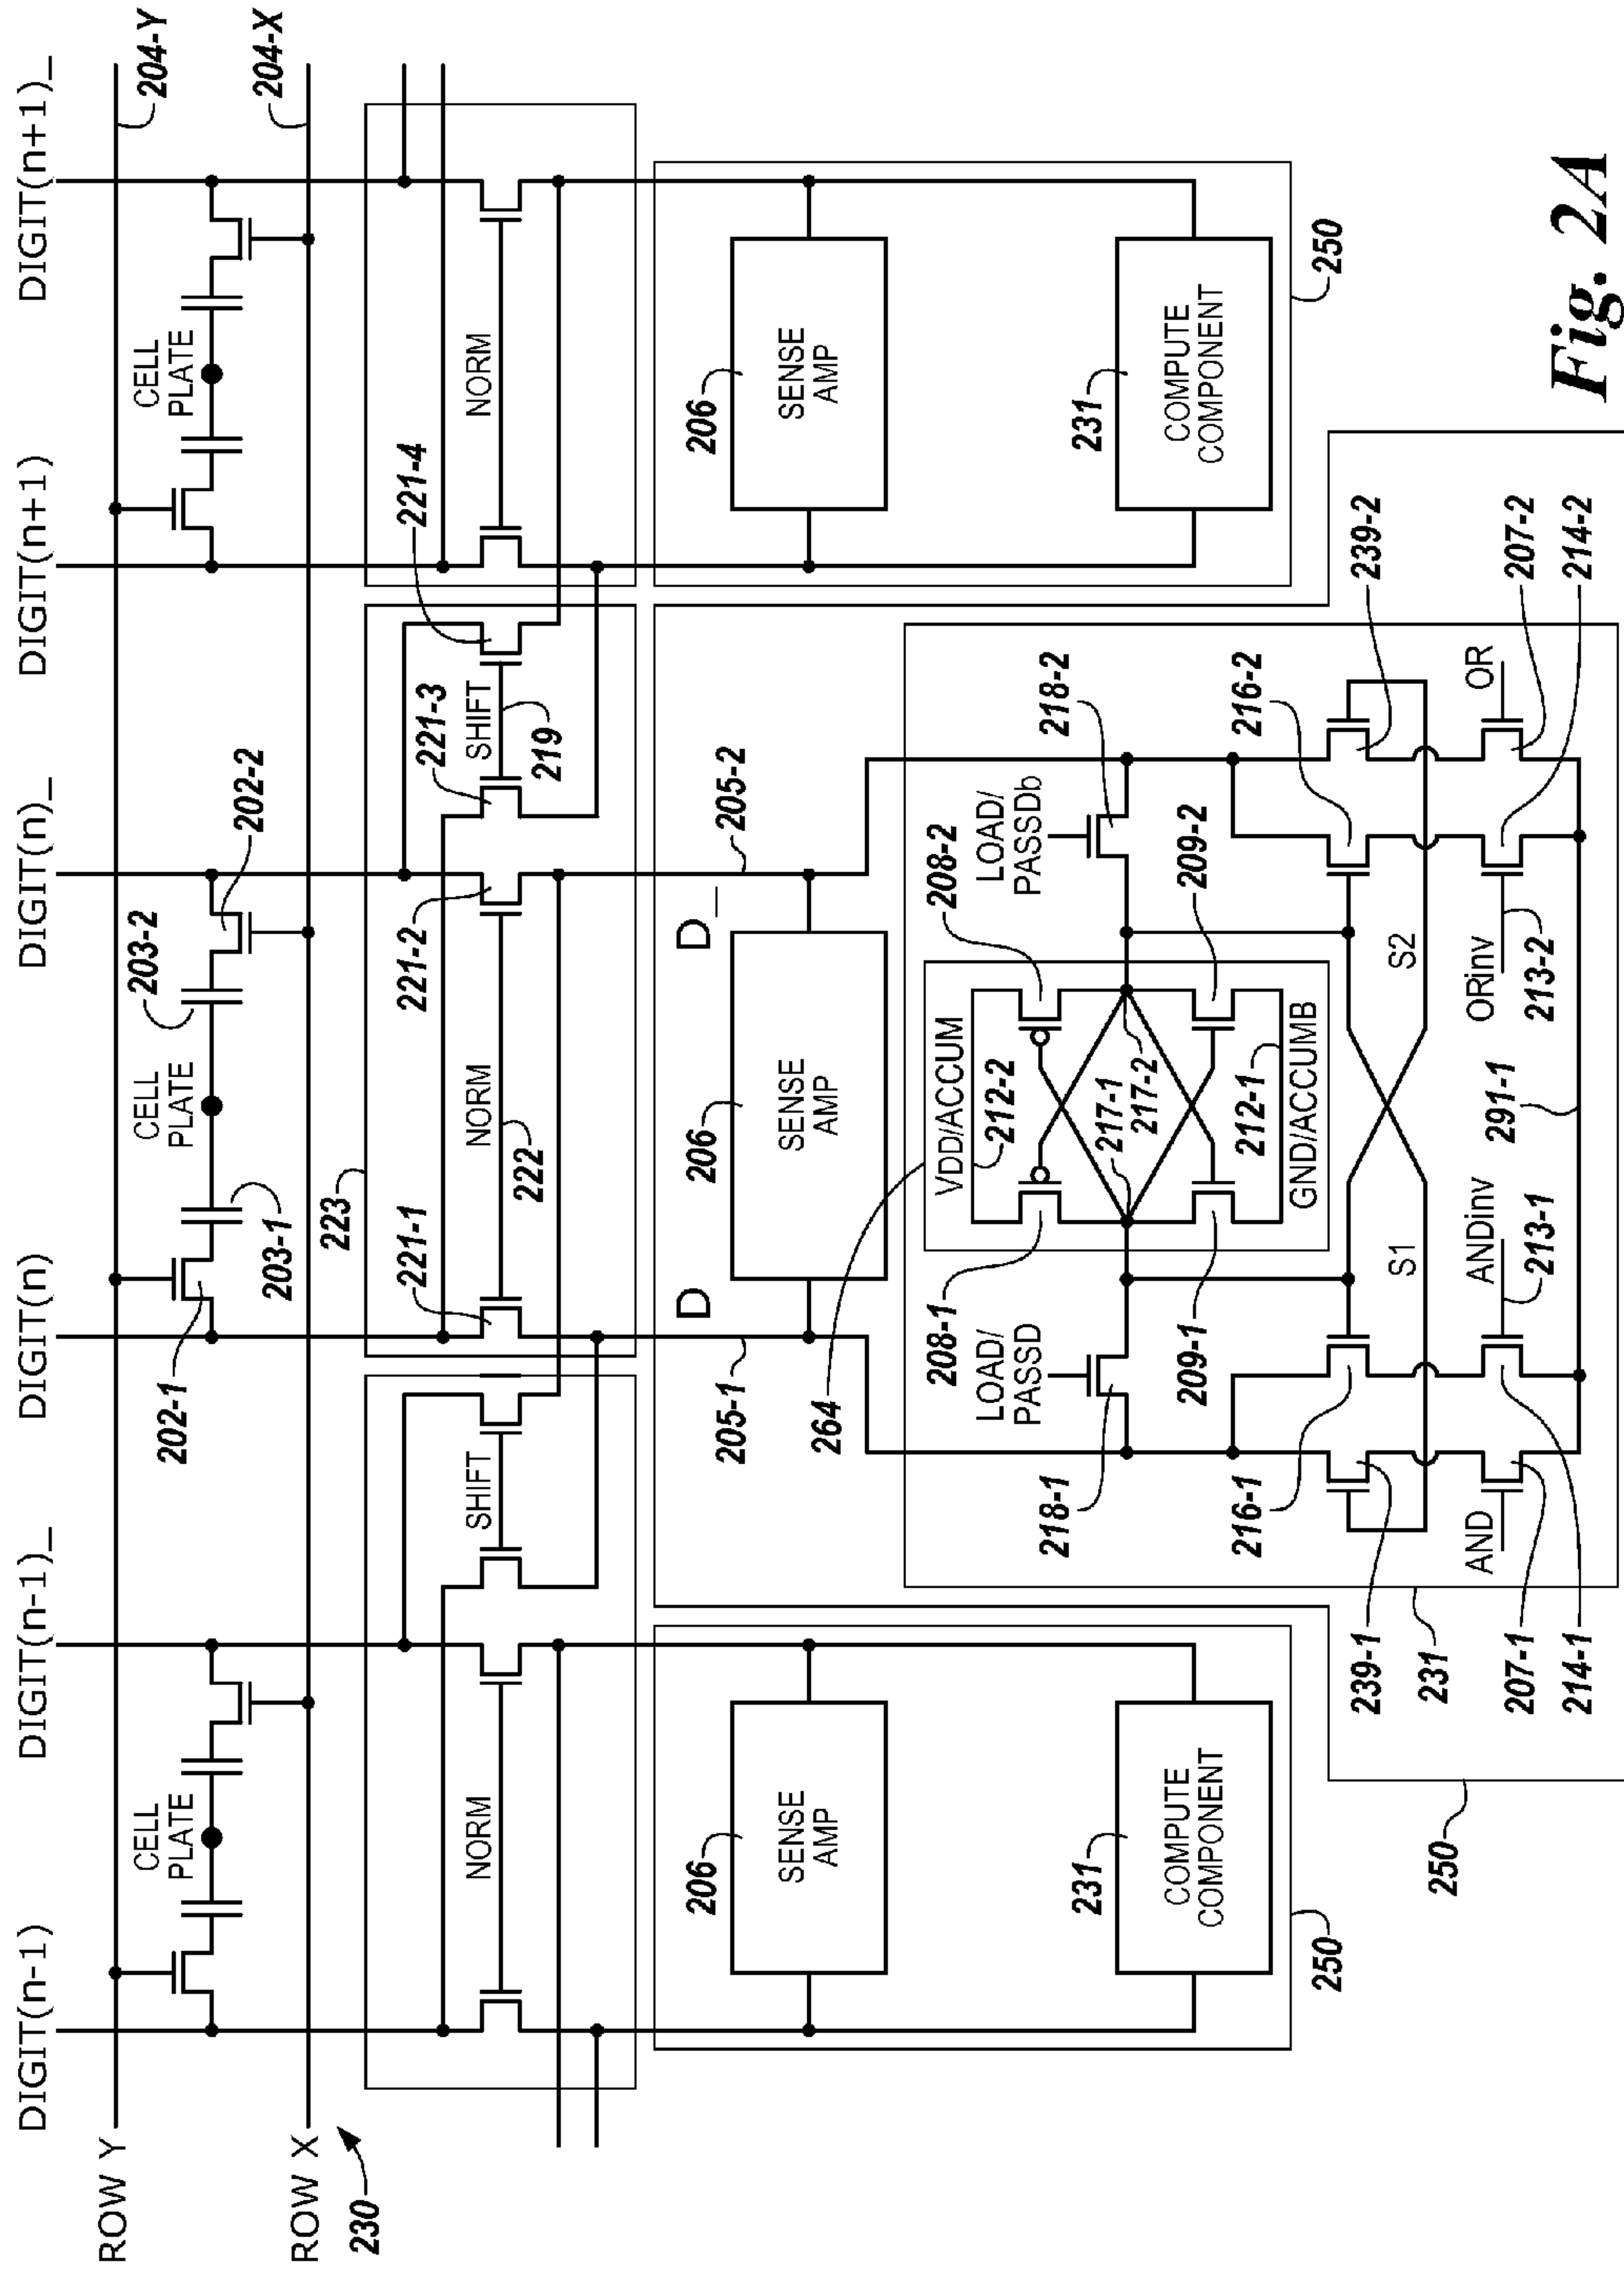 DIGIT(n-1)
DIGIT(n-1)_
DIGIT(n)
DIGIT(n)_
DIGIT(n+1)
DIGIT(n+1)_
ROW Y
204-Y
CELL
PLATE
CELL
PLATE
CELL
PLATE
202-1
203-1
203-2
202-2
ROW X
204-X
230
223
NORM
SHIFT
221-1
NORM
222
221-2
221-3
SHIFT
219
221-4
NORM
205-1
D
D_
205-2
206
SENSE
AMP
206
SENSE
AMP
206
SENSE
AMP
264
218-1
LOAD/
PASSD
208-1
VDD/ACCUM
212-2
208-2
LOAD/
PASSDb
218-2
217-1
217-2
209-1
212-1
GND/ACCUMB
209-2
231
COMPUTE
COMPONENT
231
COMPUTE
COMPONENT
250
250
216-1
216-2
239-1
239-2
S1
S2
231
250
AND
ANDinv
213-1
ORinv
213-2
OR
207-1
291-1
207-2
214-1
214-2
Fig. 2A